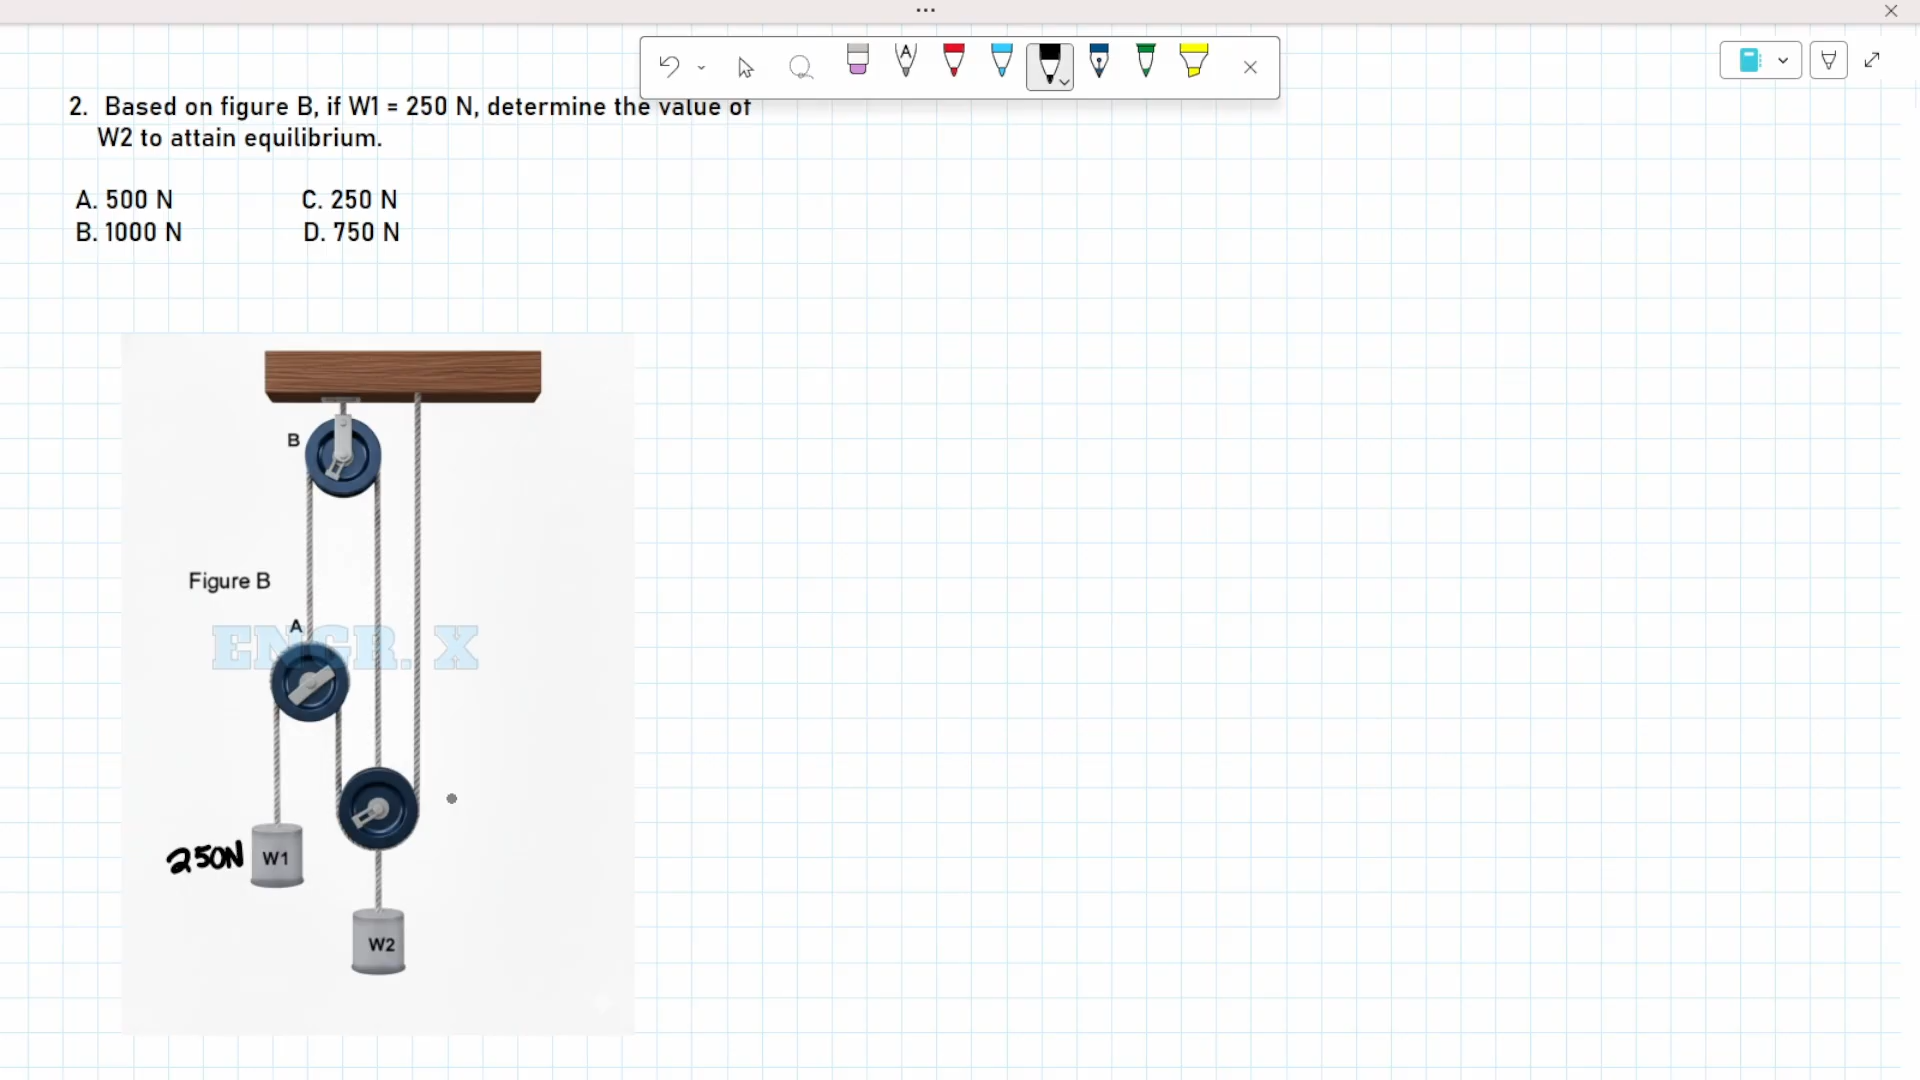 2. Based on figure B, if W1 = 250 N, determine the value of
W2 to attain equilibrium.
A. 500 N
C. 250 N
B. 1000 N
D. 750 N
B
Figure B
A
ENGR. X
250N
W1
W2
A